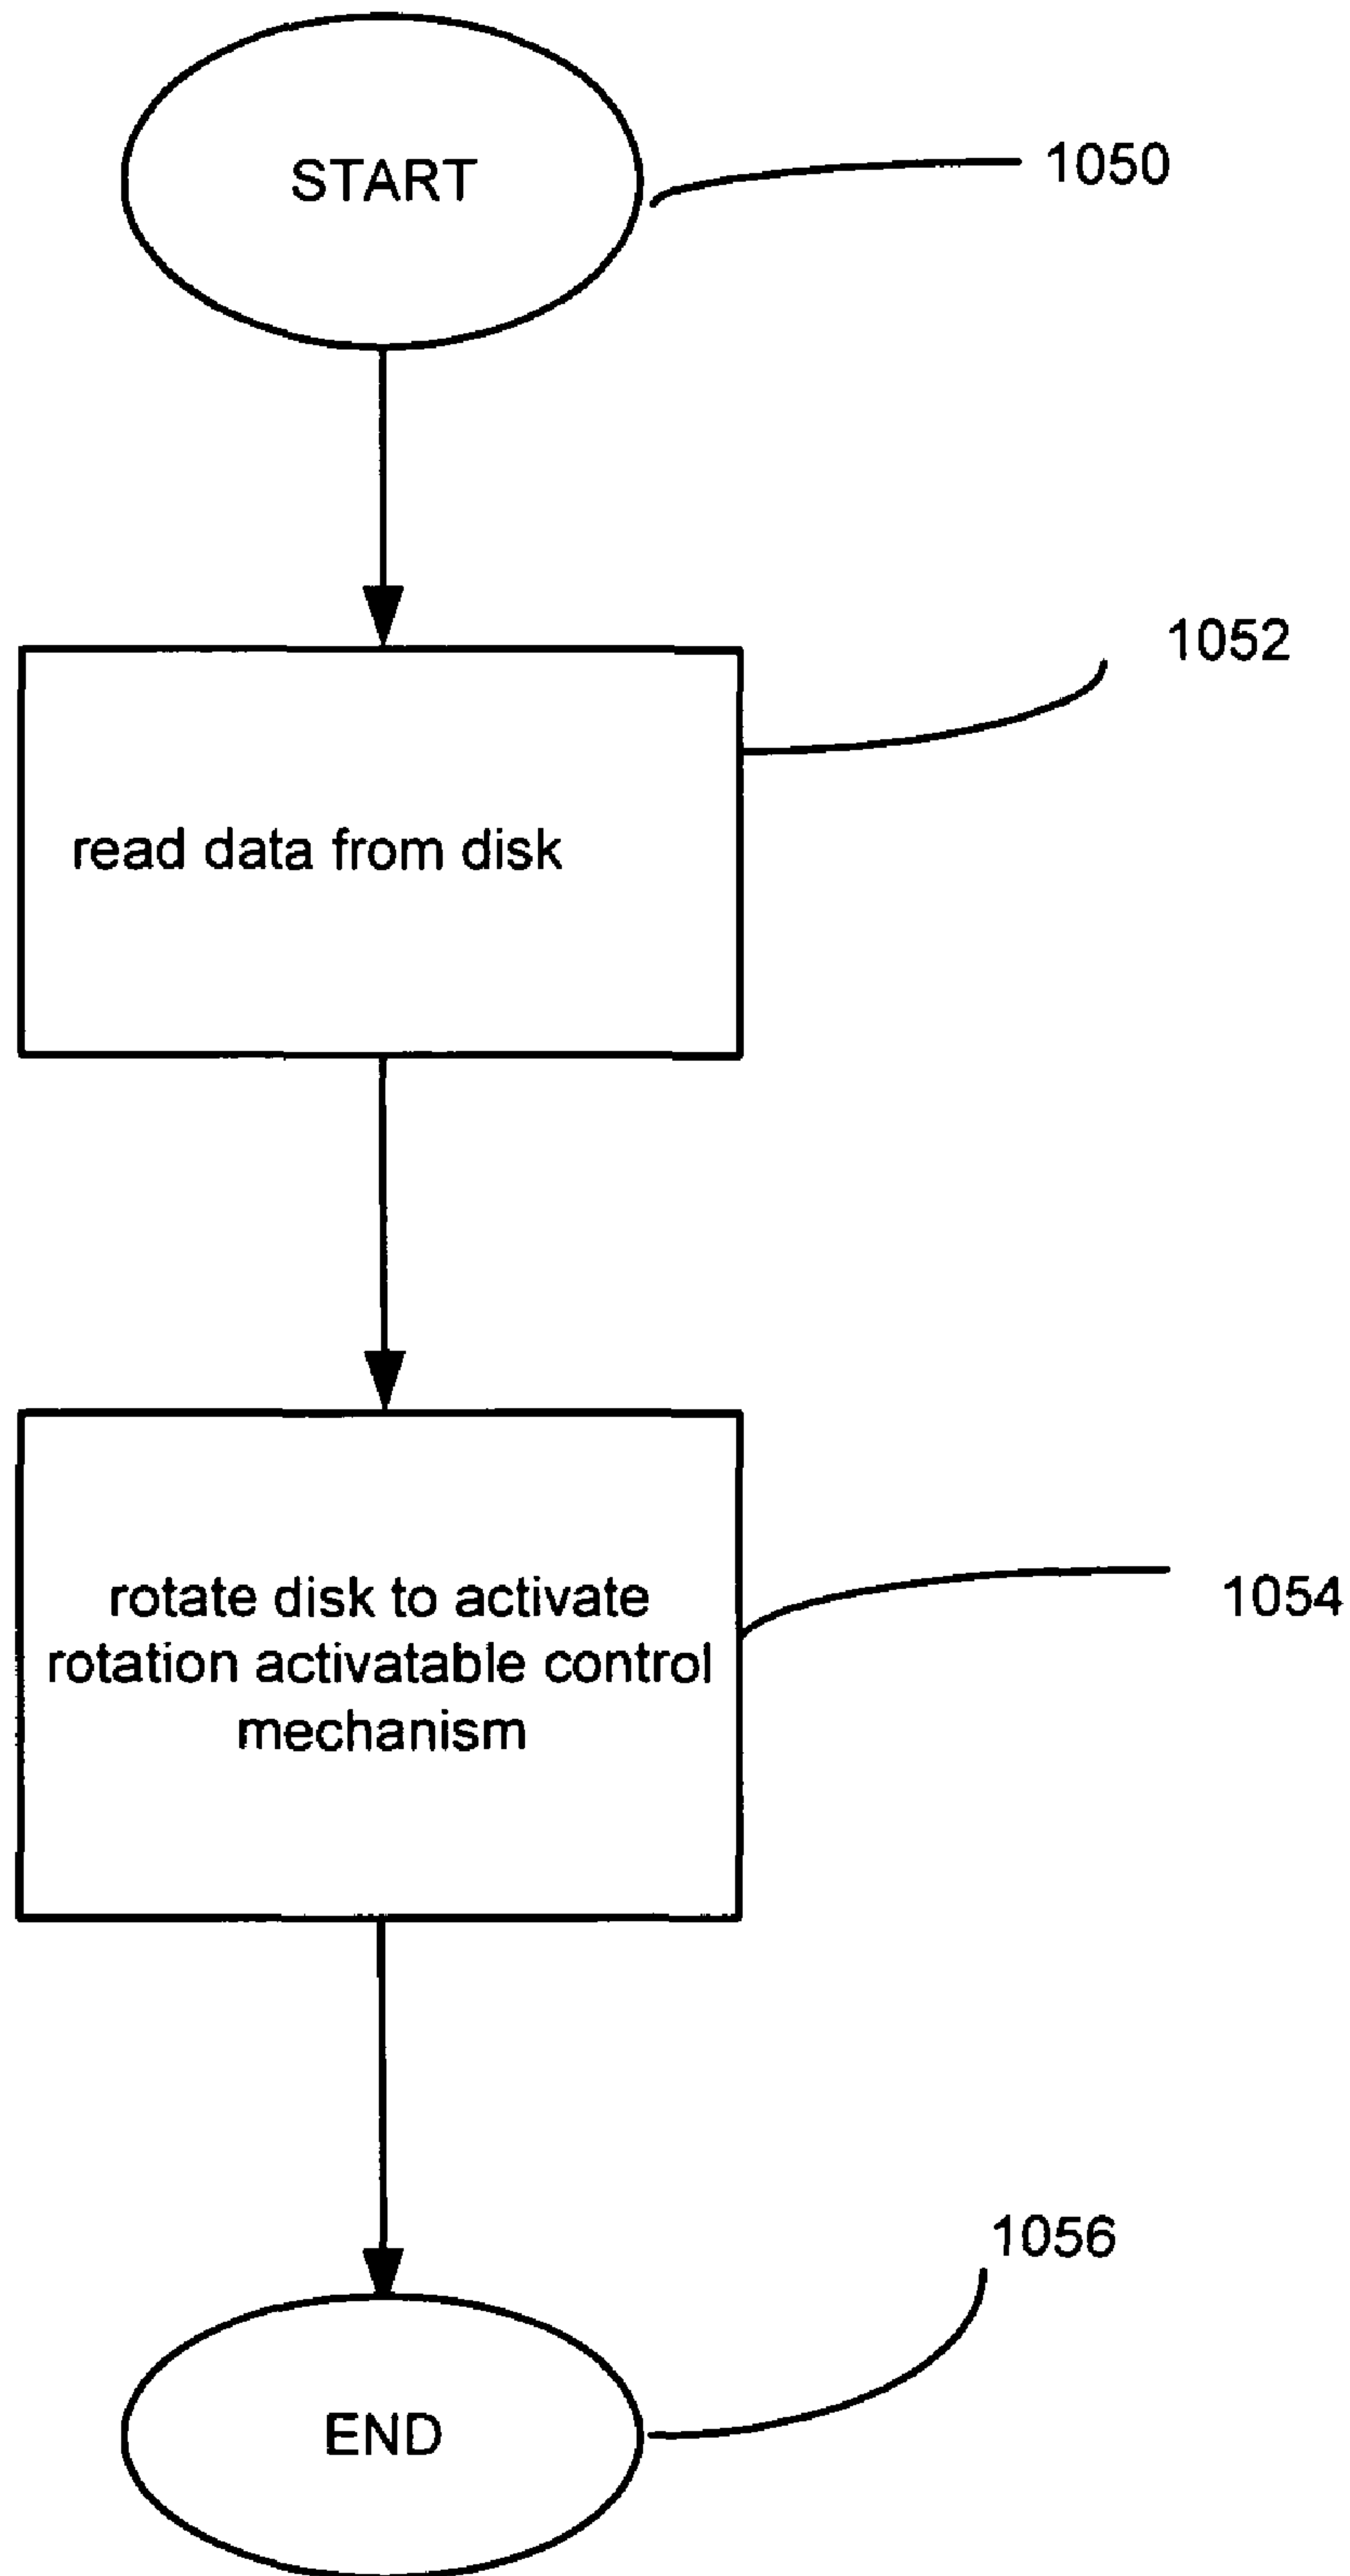 START
1050
1052
read data from disk
rotate disk to activate
rotation activatable control
mechanism
1054
1056
END